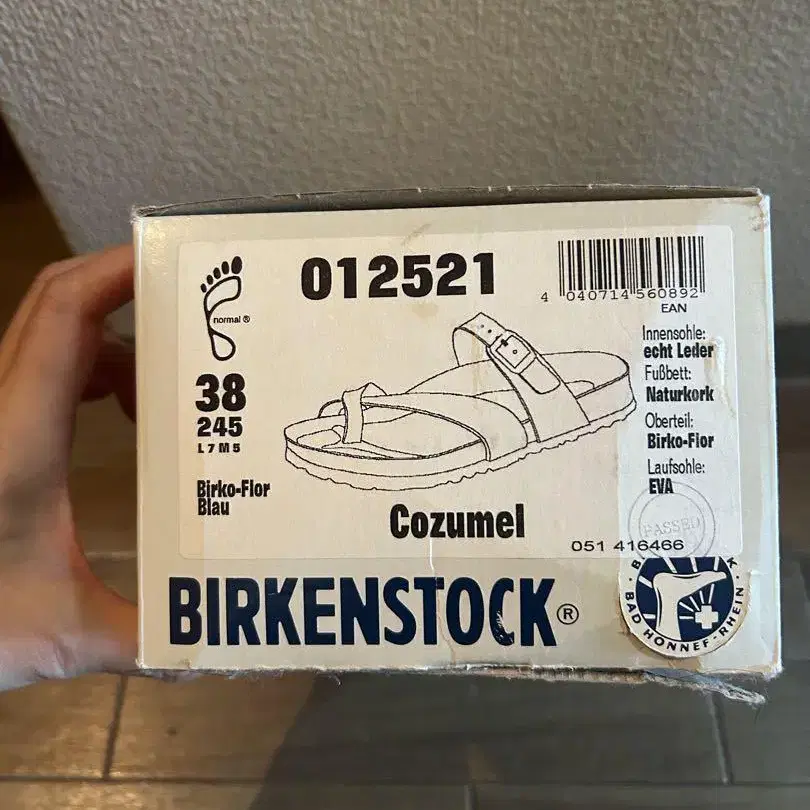 012521
4 040714 560892
EAN
normal ®
38
245
L 7 M 5
Birko-Flor
Blau
Cozumel
Innensohle:
echt Leder
Fußbett:
Naturkork
Oberteil:
Birko-Flor
Laufsohle:
EVA
PASSED
051 416466
BIRKENSTOCK®
BAD HONNEF-RHEIN